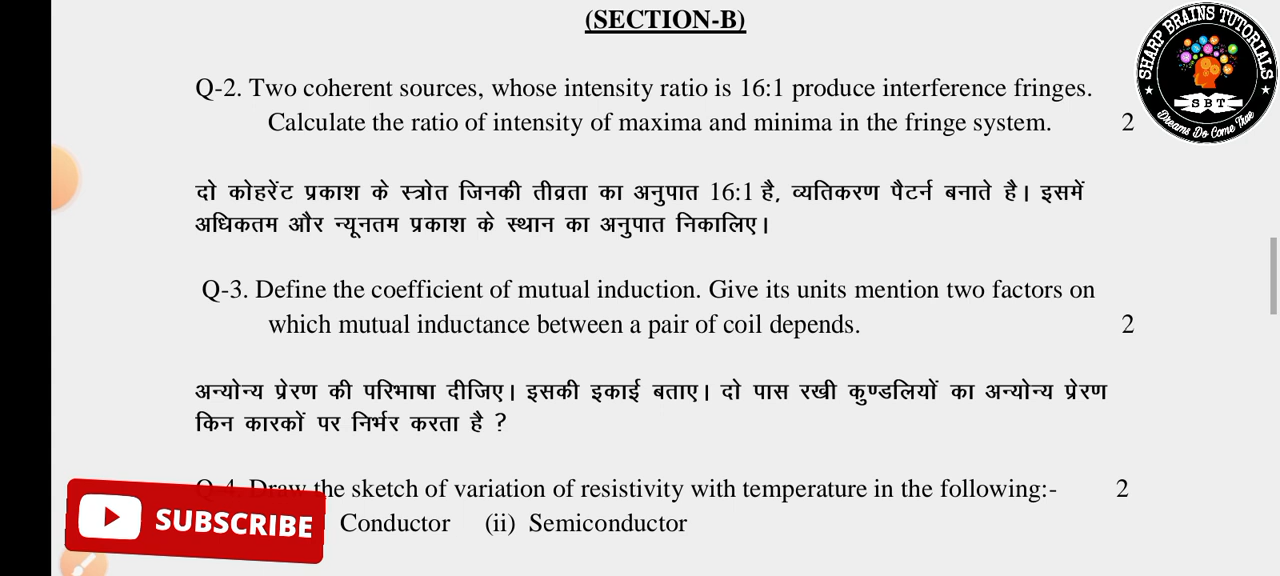 (SECTION-B)
SHARP BRAINS TUTORIALS
SBT
Dreams Do Come True
Q-2. Two coherent sources, whose intensity ratio is 16:1 produce interference fringes.
Calculate the ratio of intensity of maxima and minima in the fringe system. 2
दो कोहरेंट प्रकाश के स्त्रोत जिनकी तीव्रता का अनुपात 16:1 है, व्यतिकरण पैटर्न बनाते है। इसमें
अधिकतम और न्यूनतम प्रकाश के स्थान का अनुपात निकालिए।
Q-3. Define the coefficient of mutual induction. Give its units mention two factors on
which mutual inductance between a pair of coil depends. 2
अन्योन्य प्रेरण की परिभाषा दीजिए। इसकी इकाई बताए। दो पास रखी कुण्डलियों का अन्योन्य प्रेरण
किन कारकों पर निर्भर करता है ?
Q-4. Draw the sketch of variation of resistivity with temperature in the following:- 2
Conductor (ii) Semiconductor
SUBSCRIBE